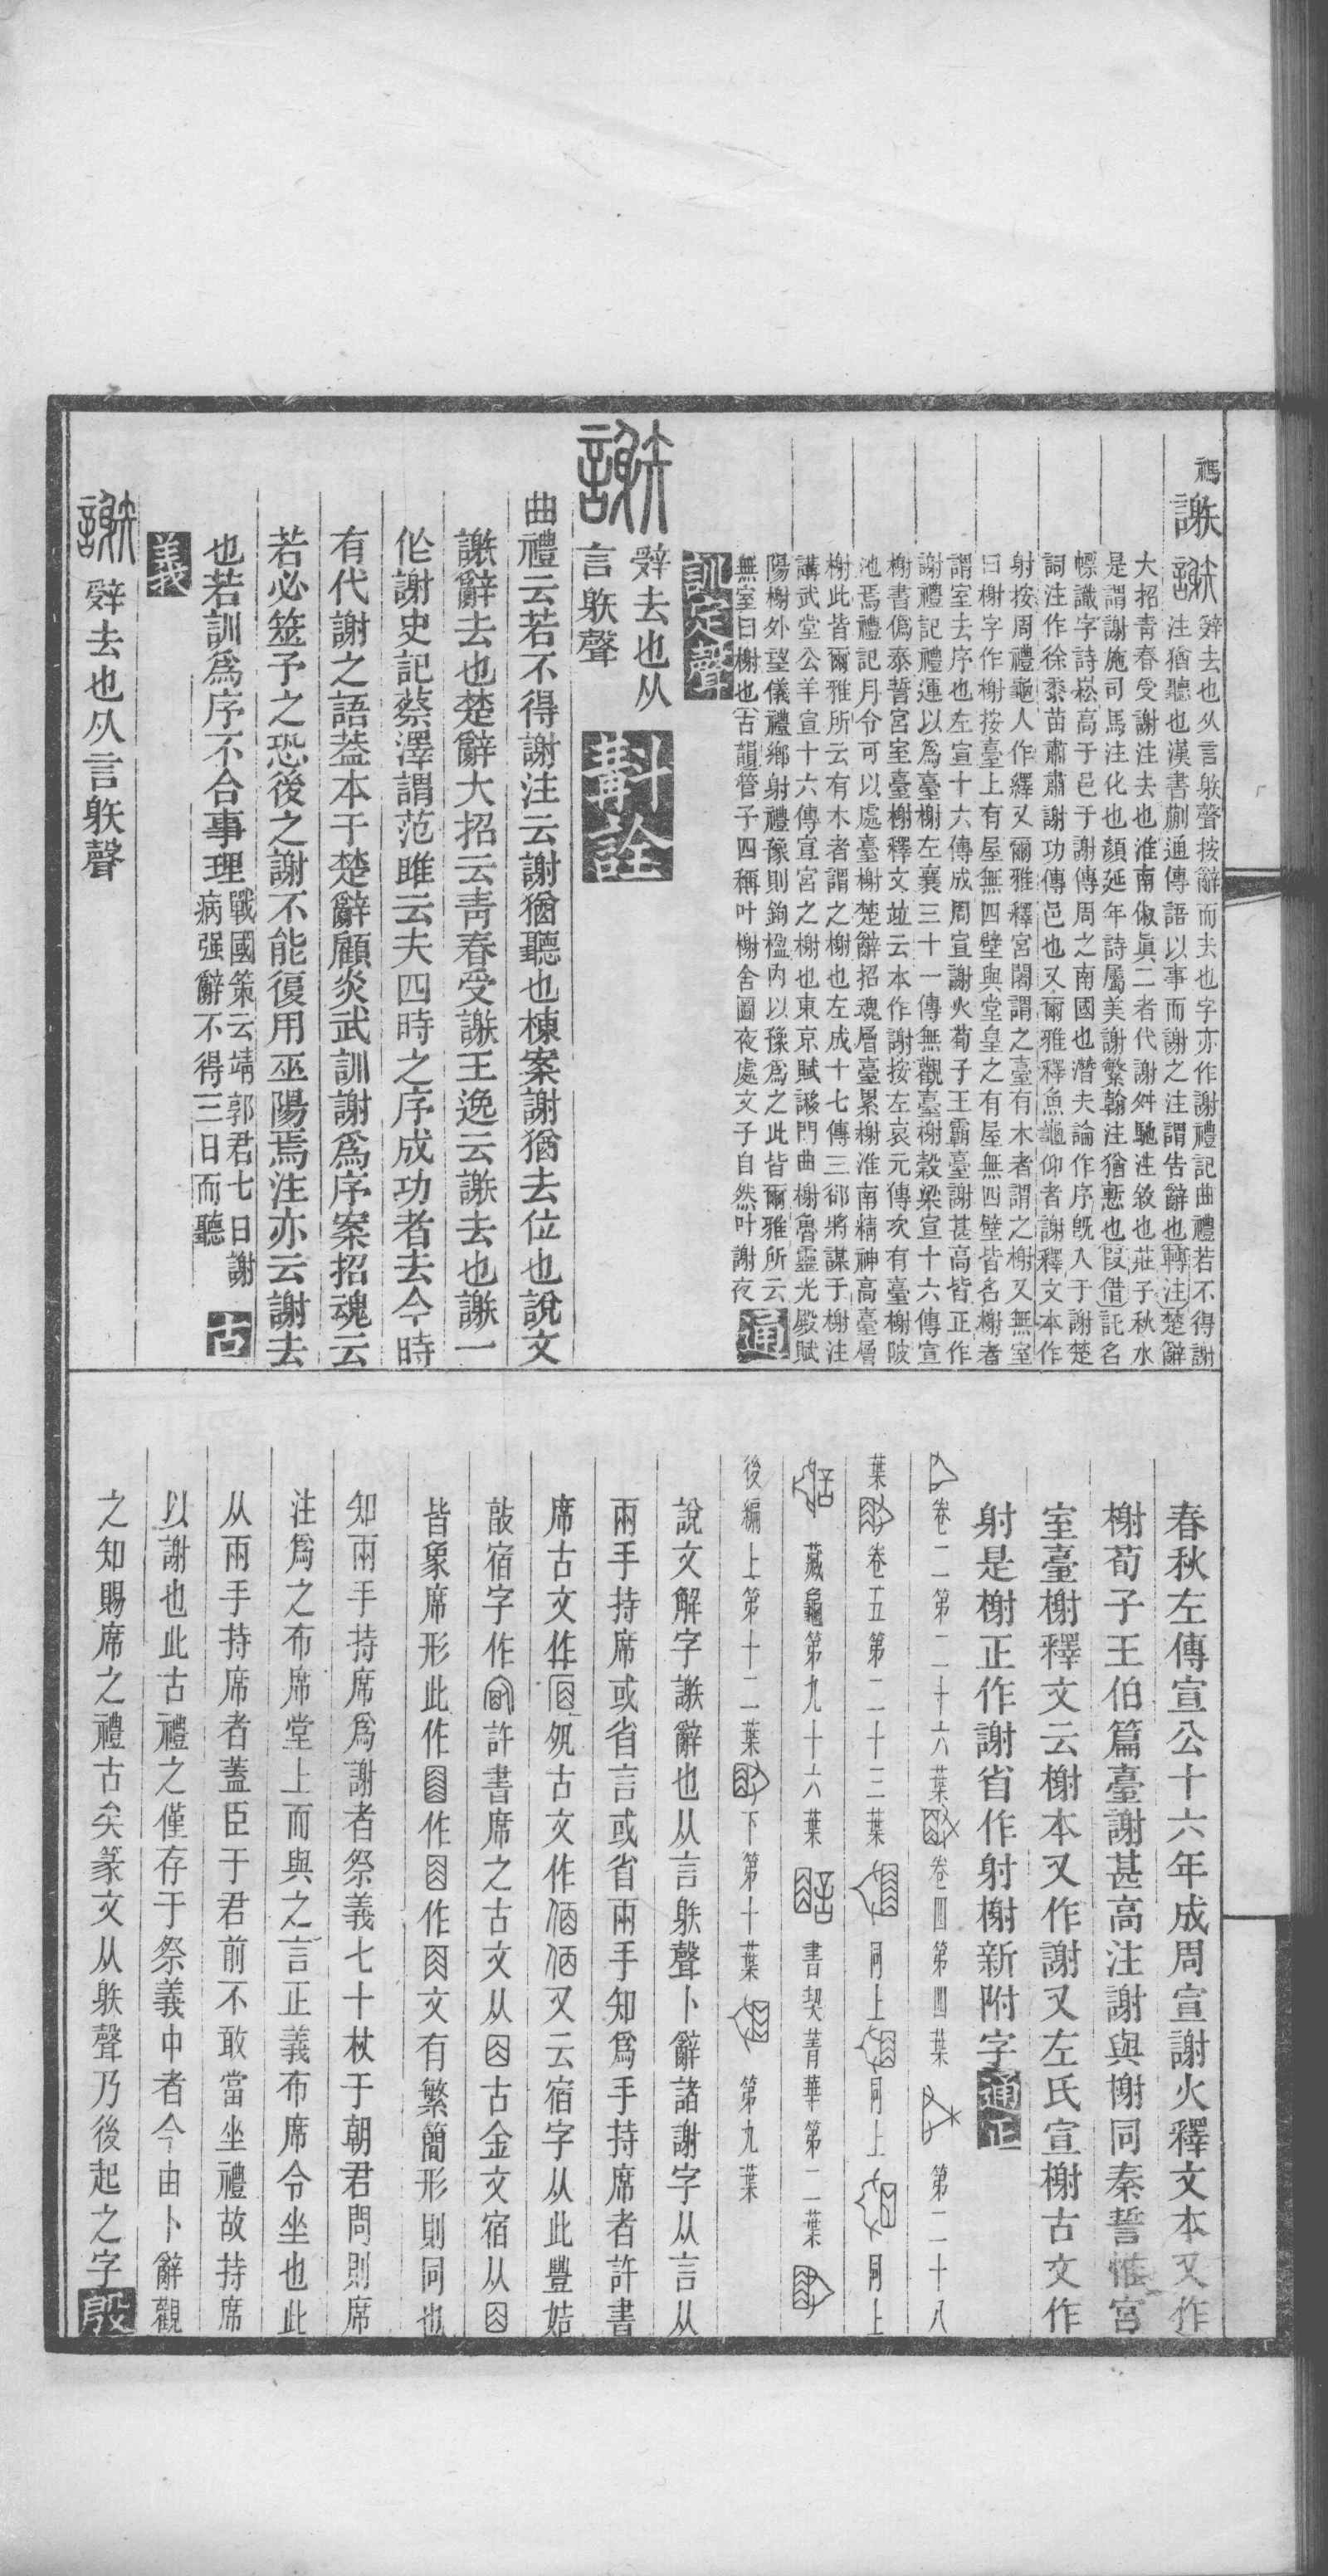 禡 謝 謝
辤去也从言䠶聲按辭而去也字亦作謝禮記曲禮若不得謝
注猶聽也漢書蒯通傳語以事而謝之注謂告辭也轉注楚辭
大招青春受謝注去也淮南俶眞二者代謝舛馳注敘也莊子秋水
是謂謝施司馬注化也顏延年詩屬美謝繁翰注猶慙也叚借託名
幖識字詩崧高于邑于謝傳周之南國也潛夫論作序旣入于謝楚
詞注作徐黍苗肅肅謝功傳邑也又爾雅釋魚龜仰者謝釋文本作
射按周禮龜人作繹又爾雅釋宮闍謂之臺有木者謂之榭又無室
曰榭字作榭按臺上有屋無四壁與堂皇之有屋無四壁皆名榭者
謂室去序也左宣十六傳成周宣謝火荀子王霸臺謝甚高皆正作
謝禮記禮運以爲臺榭左襄三十一傳無觀臺榭穀梁宣十六傳宣
榭書僞泰誓宮室臺榭釋文竝云本作謝按左哀元傳次有臺榭陂
池焉禮記月令可以處臺榭楚辭招魂層臺累榭淮南精神高臺層
榭此皆爾雅所云有木者謂之榭也左成十七傳三郤將謀于榭注
講武堂公羊宣十六傳宣宮之榭也東京賦謻門曲榭魯靈光殿賦
陽榭外望儀禮鄉射禮豫則鉤楹內以豫爲之此皆爾雅所云
無室曰榭也古韻管子四稱叶榭舍圖夜處文子自然叶謝夜 通
訓定聲
謝 辤去也从
言䠶聲 斠詮
曲禮云若不得謝注云謝猶聽也棟案謝猶去位也說文
謝辭去也楚辭大招云靑春受謝王逸云謝去也謝一
作謝史記蔡澤謂范雎云夫四時之序成功者去今時
有代謝之語葢本于楚辭顧炎武訓謝爲序案招魂云
若必筮予之恐後之謝不能復用巫陽焉注亦云謝去
也若訓爲序不合事理
戰國策云靖郭君七日謝
病强辭不得三日而聽 古
義
謝 辤去也从言䠶聲
春秋左傳宣公十六年成周宣謝火釋文本又作
榭荀子王伯篇臺謝甚高注謝與榭同秦誓惟宮
室臺榭釋文云榭本又作謝又左氏宣榭古文作
射是榭正作謝省作射榭新附字 通正
卷二第二十六葉 卷四第四葉 第二十八
葉 卷五第二十三葉 同上 同上 同上
藏龜第九十六葉 書契菁華第二葉
後編上第十二葉 下第十葉 第九葉
說文解字謝辭也从言䠶聲卜辭諸謝字从言从
兩手持席或省言或省兩手知爲手持席者許書
席古文作 夙古文作 又云宿字从此豐姞
敦宿字作 許書席之古文从 古金文宿从
皆象席形此作 作 作 文有繁簡形則同也
知兩手持席爲謝者祭義七十杖于朝君問則席
注爲之布席堂上而與之言正義布席令坐也此
从兩手持席者蓋臣于君前不敢當坐禮故持席
以謝也此古禮之僅存于祭義中者今由卜辭觀
之知賜席之禮古矣篆文从䠶聲乃後起之字 殷